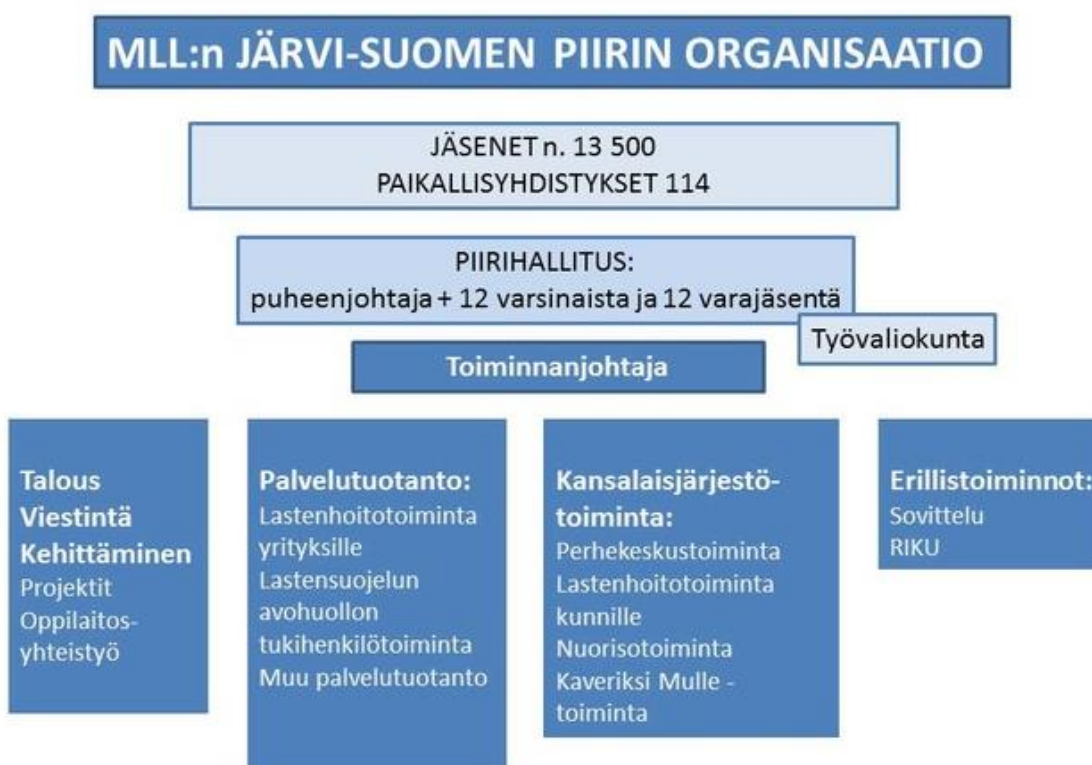 MLL:n JÄRVI-SUOMEN PIIRIN ORGANISAATIO
JÄSENET n. 13 500
PAIKALLISYHDISTYKSET 114
PIIRIHALLITUS:
puheenjohtaja + 12 varsinaista ja 12 varajäsentä
Työvaliokunta
Toiminnanjohtaja
Talous
Viestintä
Kehittäminen
Projektit
Oppilaitos-
yhteistyö
Palvelutuotanto:
Lastenhoitotoiminta
yrityksille
Lastensuojelun
avohuollon
tukihenkilötoiminta
Muu palvelutuotanto
Kansalaisjärjestö-
toiminta:
Perhekeskustoiminta
Lastenhoitotoiminta
kunnille
Nuorisotoiminta
Kaveriksi Mulle -
toiminta
Erillistoiminnot:
Sovittelu
RIKU